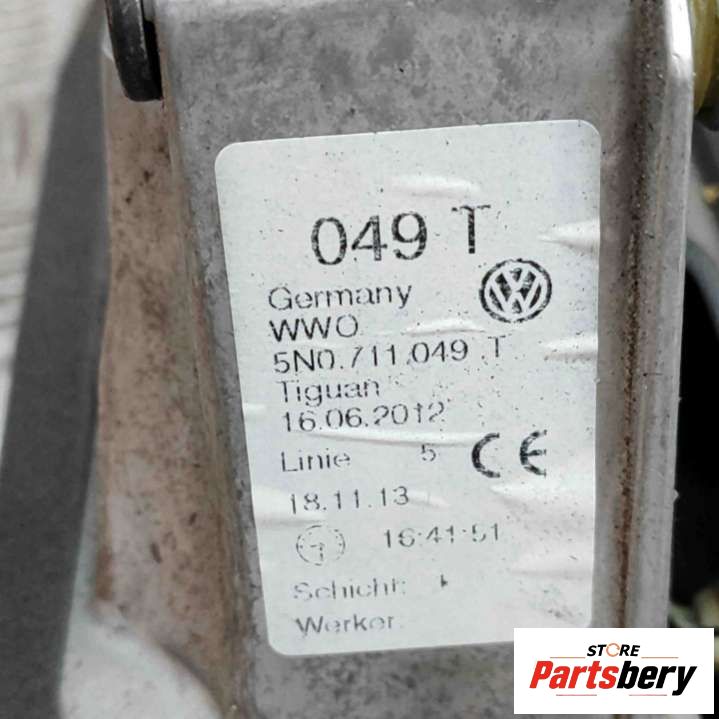 049 T
Germany
WWO
5N0.711.049 T
Tiguan
16.06.2012
Linie 5 CE
18.11.13
16:41:51
Schicht:
Werker:
STORE
Partsbery